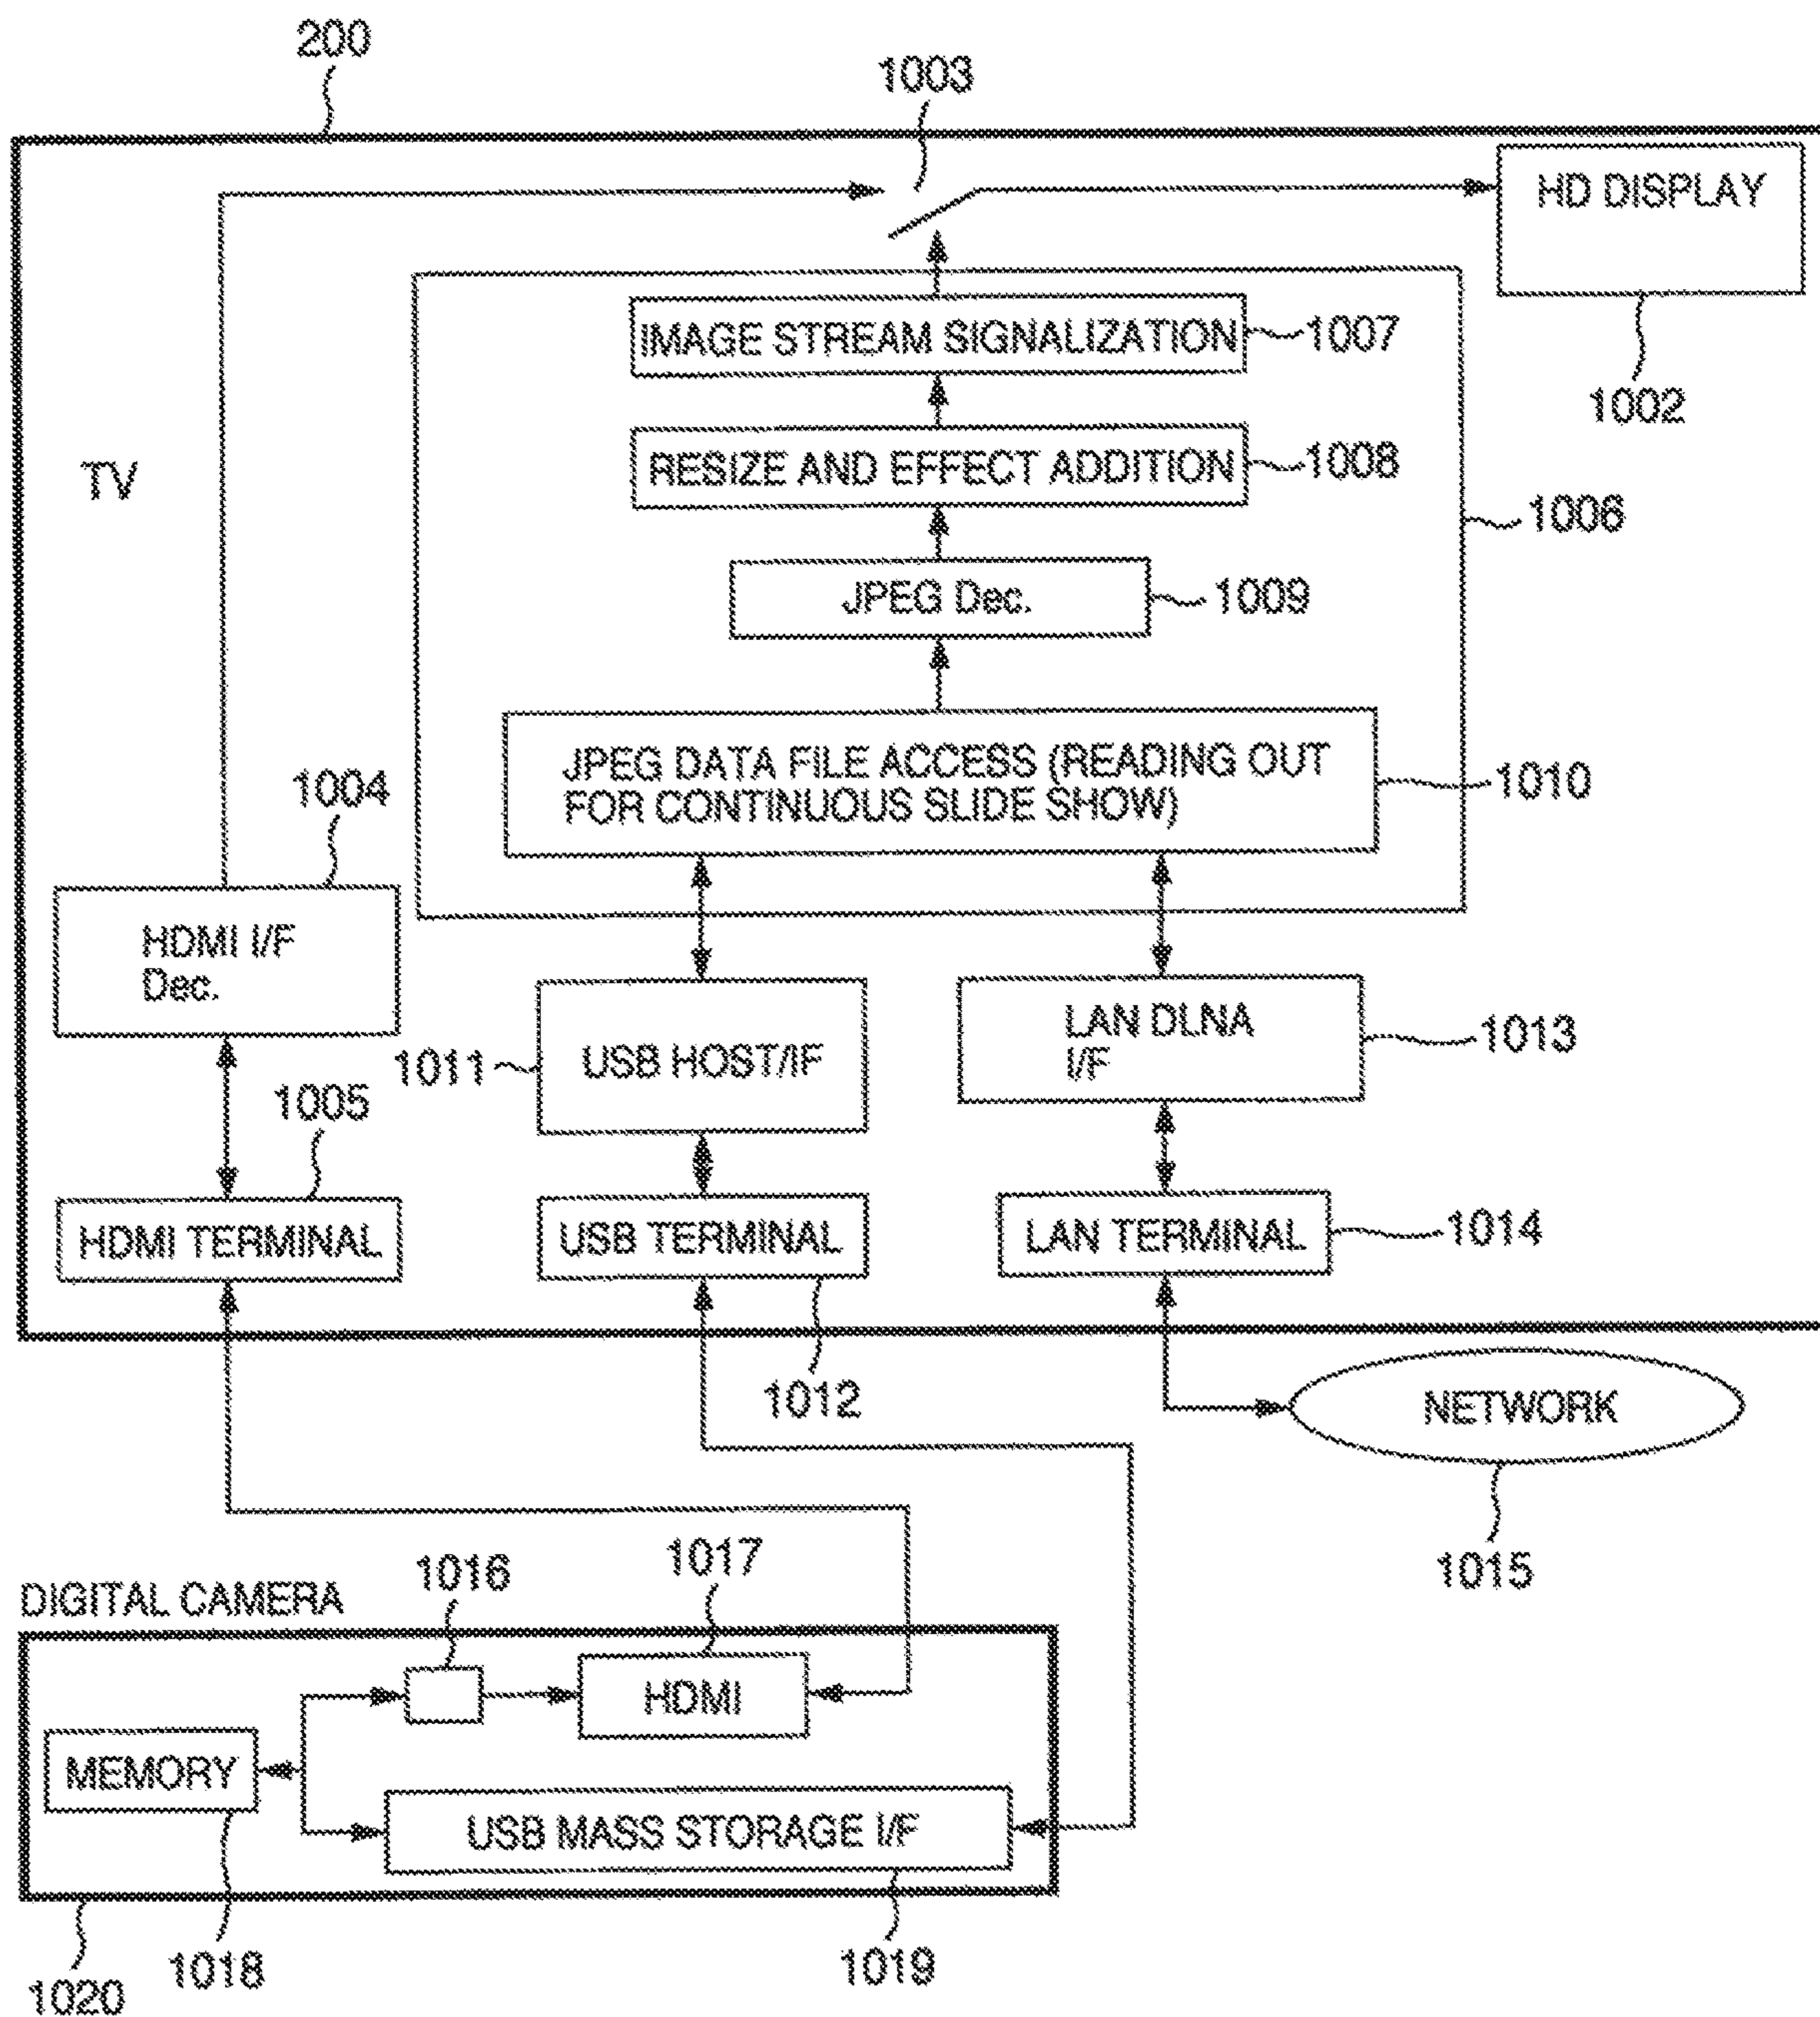 200
1003
HD DISPLAY
1002
TV
IMAGE STREAM SIGNALIZATION
1007
RESIZE AND EFFECT ADDITION
1008
1006
JPEG Dec.
1009
JPEG DATA FILE ACCESS (READING OUT
FOR CONTINUOUS SLIDE SHOW)
1010
1004
HDMI I/F
Dec.
1011
USB HOST/IF
LAN DLNA
I/F
1013
1005
HDMI TERMINAL
USB TERMINAL
LAN TERMINAL
1014
1012
NETWORK
1015
DIGITAL CAMERA
1016
1017
HDMI
MEMORY
USB MASS STORAGE I/F
1018
1019
1020